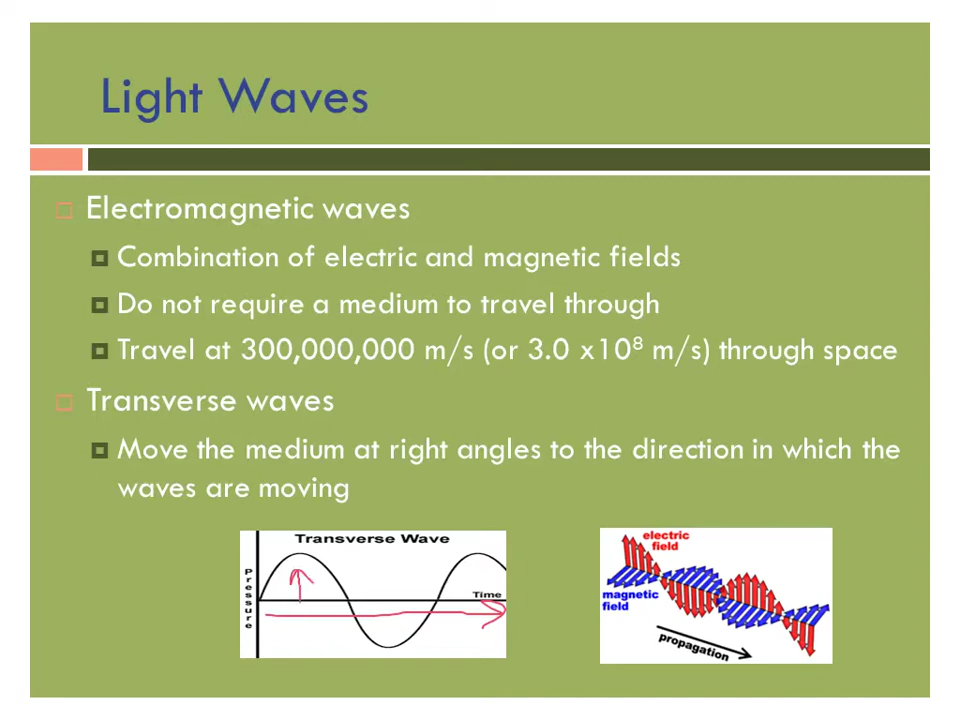 Light Waves
Electromagnetic waves
Combination of electric and magnetic fields
Do not require a medium to travel through
Travel at 300,000,000 m/s (or 3.0 x10⁸ m/s) through space
Transverse waves
Move the medium at right angles to the direction in which the
waves are moving
Transverse Wave
Pressure
Time
electric
field
magnetic
field
propagation